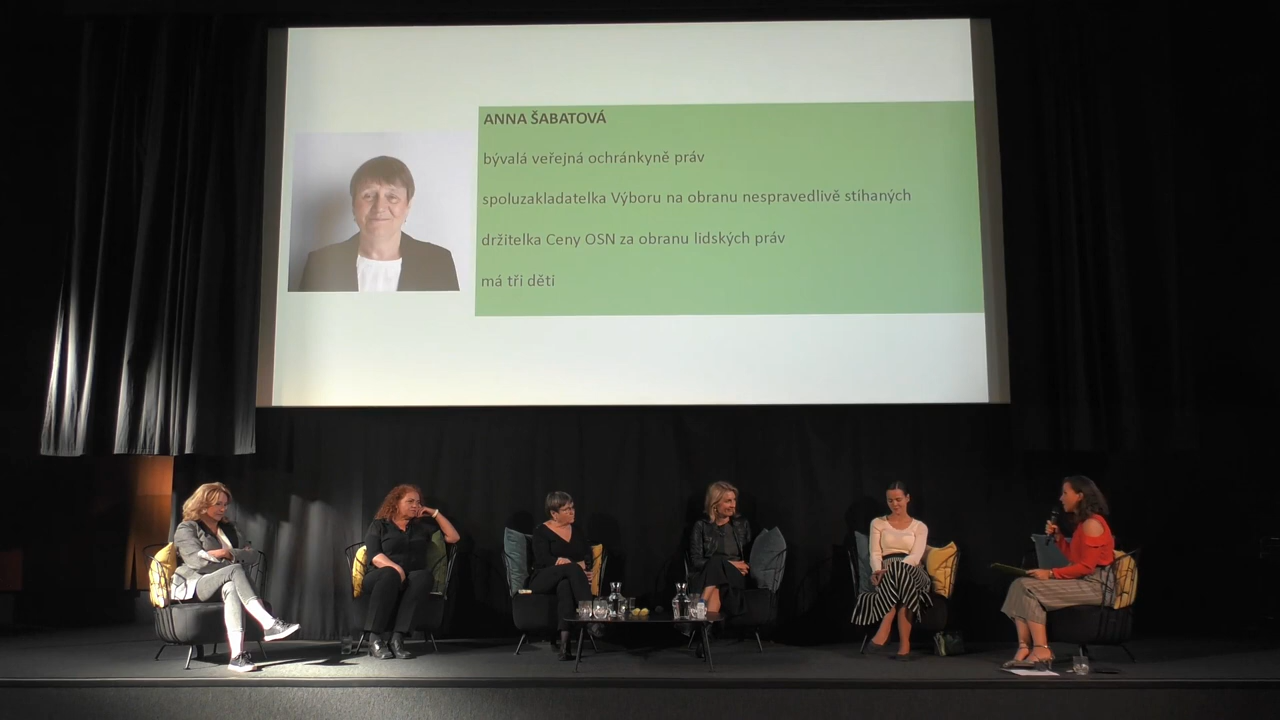 ANNA ŠABATOVÁ
bývalá veřejná ochránkyně práv
spoluzakladatelka Výboru na obranu nespravedlivě stihaných
držitelka Ceny OSN za obranu lidských práv
má tři děti